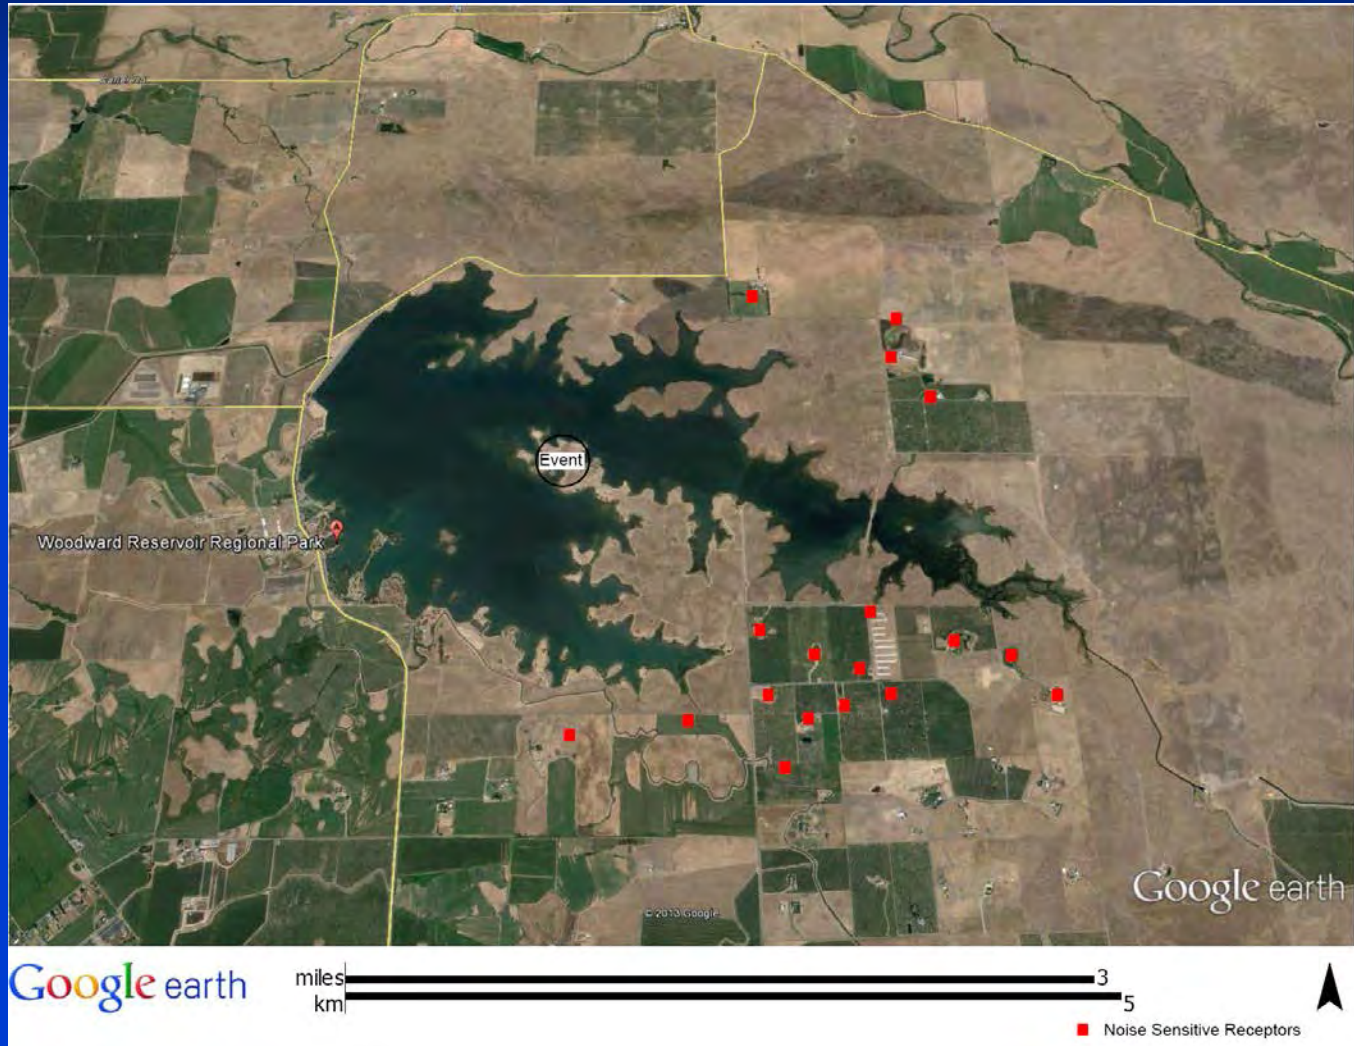 Event
Woodward Reservoir Regional Park
Google earth
© 2013 Google
Google earth
miles 3
km 5
Noise Sensitive Receptors